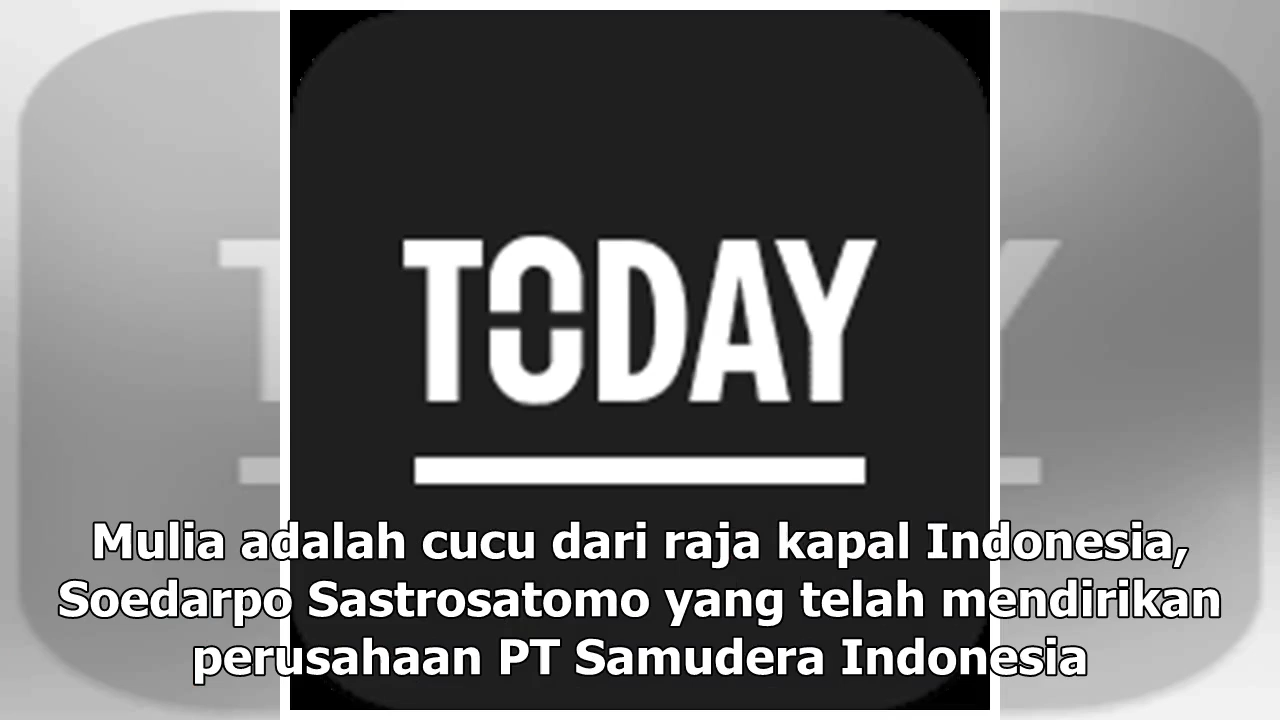 TODAY
Mulia adalah cucu dari raja kapal Indonesia,
Soedarpo Sastrosatomo yang telah mendirikan
perusahaan PT Samudera Indonesia